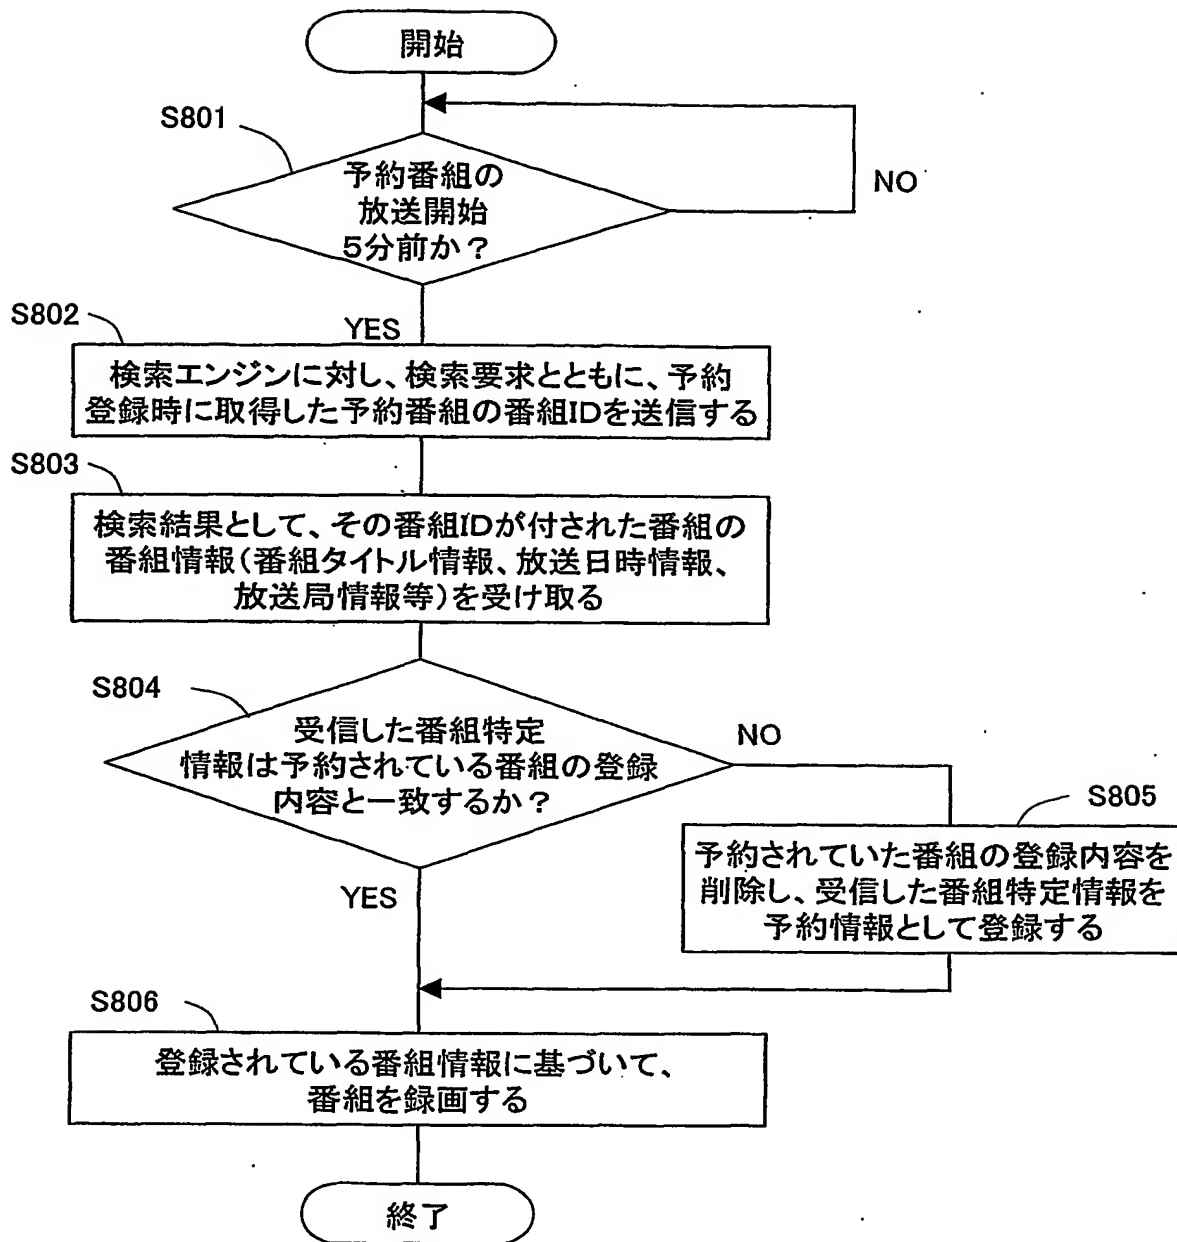 開始
S801
予約番組の
放送開始
5分前か？
NO
S802
YES
検索エンジンに対し、検索要求とともに、予約
登録時に取得した予約番組の番組IDを送信する
S803
検索結果として、その番組IDが付された番組の
番組情報（番組タイトル情報、放送日時情報、
放送局情報等）を受け取る
S804
受信した番組特定
情報は予約されている番組の登録
内容と一致するか？
NO
S805
予約されていた番組の登録内容を
削除し、受信した番組特定情報を
予約情報として登録する
YES
S806
登録されている番組情報に基づいて、
番組を録画する
終了